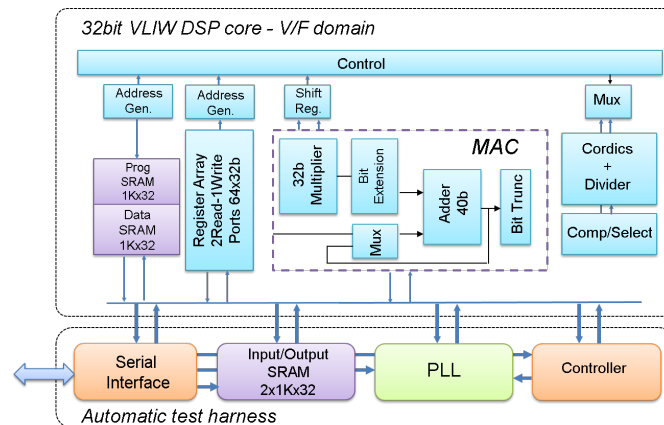 32bit VLIW DSP core - V/F domain
Control
Address
Gen.
Address
Gen.
Shift
Reg.
Mux
Prog
SRAM
1Kx32
Data
SRAM
1Kx32
Register Array
2Read-1Write
Ports 64x32b
MAC
32b
Multiplier
Bit
Extension
Mux
Adder
40b
Bit Trunc
Cordics
+
Divider
Comp/Select
Serial
Interface
Input/Output
SRAM
2x1Kx32
PLL
Controller
Automatic test harness